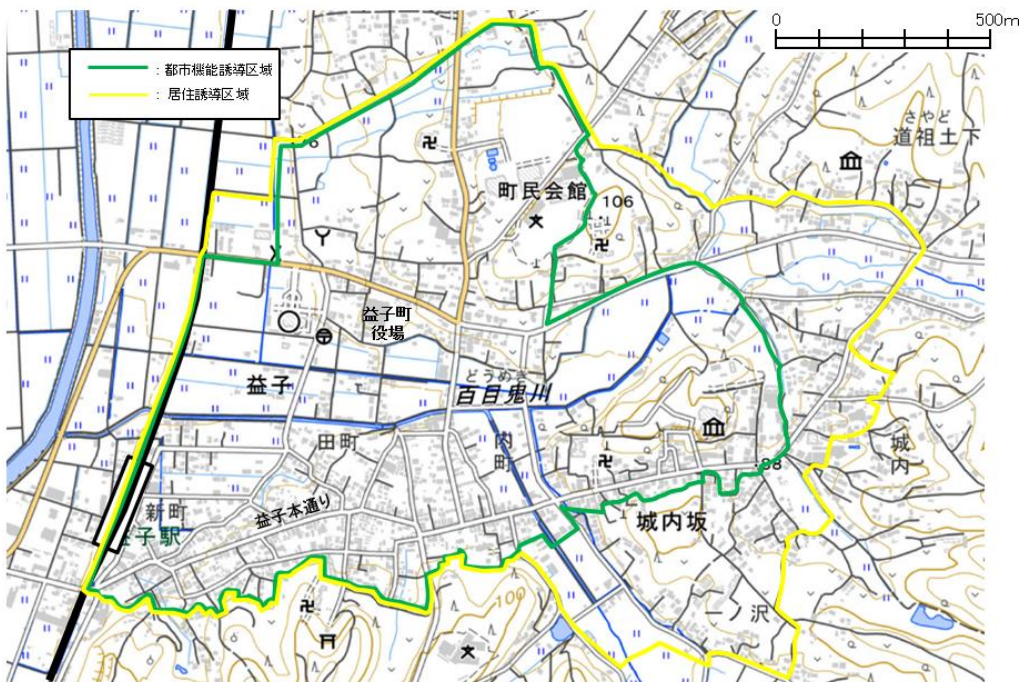 0 500m
：都市機能誘導区域
：居住誘導区域
さやど
道祖土下
町民会館
106
益子町
役場
益子
どうめき
百目鬼川
田町
内町
城内
88
新町
益子本通り
城内坂
益子駅
100
一ノ沢